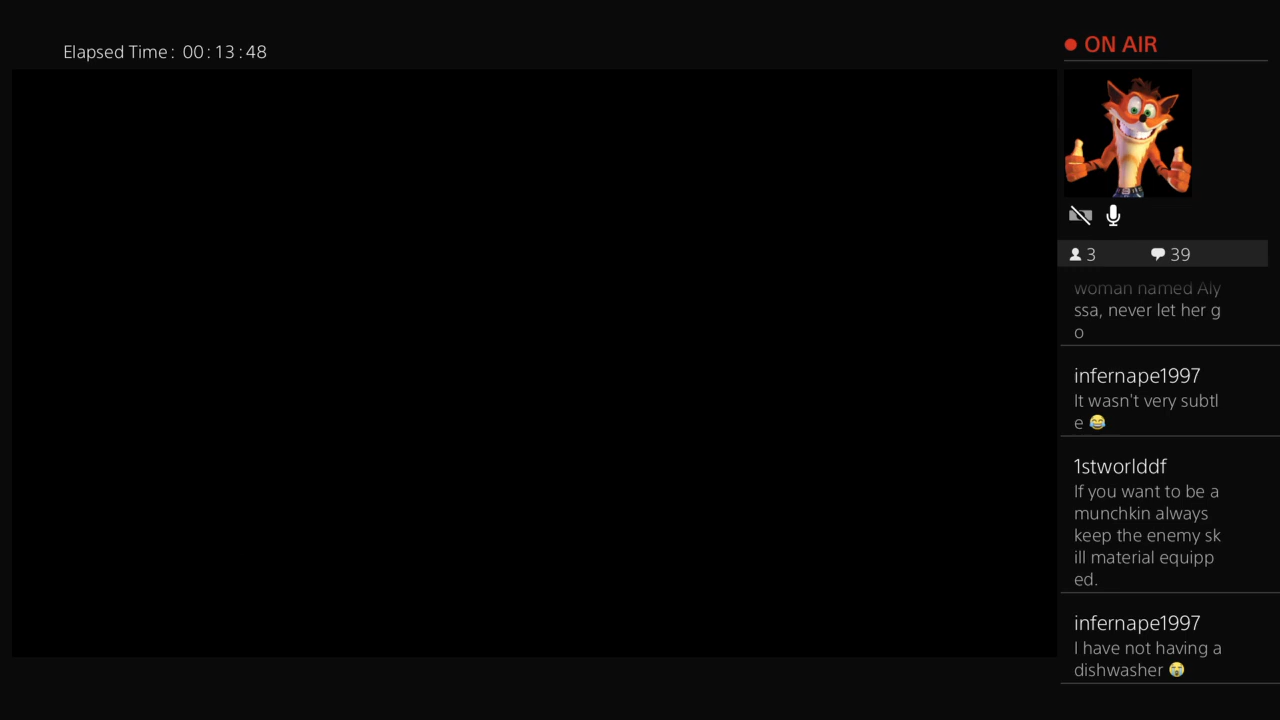 Elapsed Time: 00:13:48
ON AIR
3 39
woman named Aly
ssa, never let her g
o
infernape1997
It wasn't very subtl
e 😂
1stworlddf
If you want to be a
munchkin always
keep the enemy sk
ill material equipp
ed.
infernape1997
I have not having a
dishwasher 😭